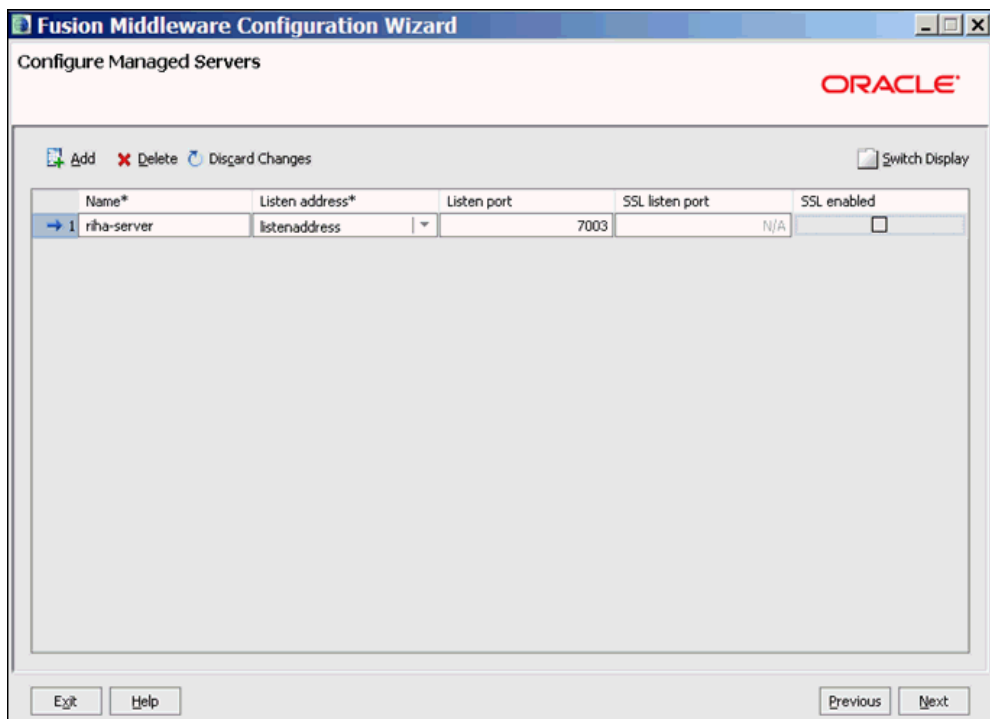 Fusion Middleware Configuration Wizard
Configure Managed Servers
ORACLE
Add Delete Discard Changes Switch Display
Name* Listen address* Listen port SSL listen port SSL enabled
1 riha-server listenaddress 7003 N/A
Exit Help Previous Next